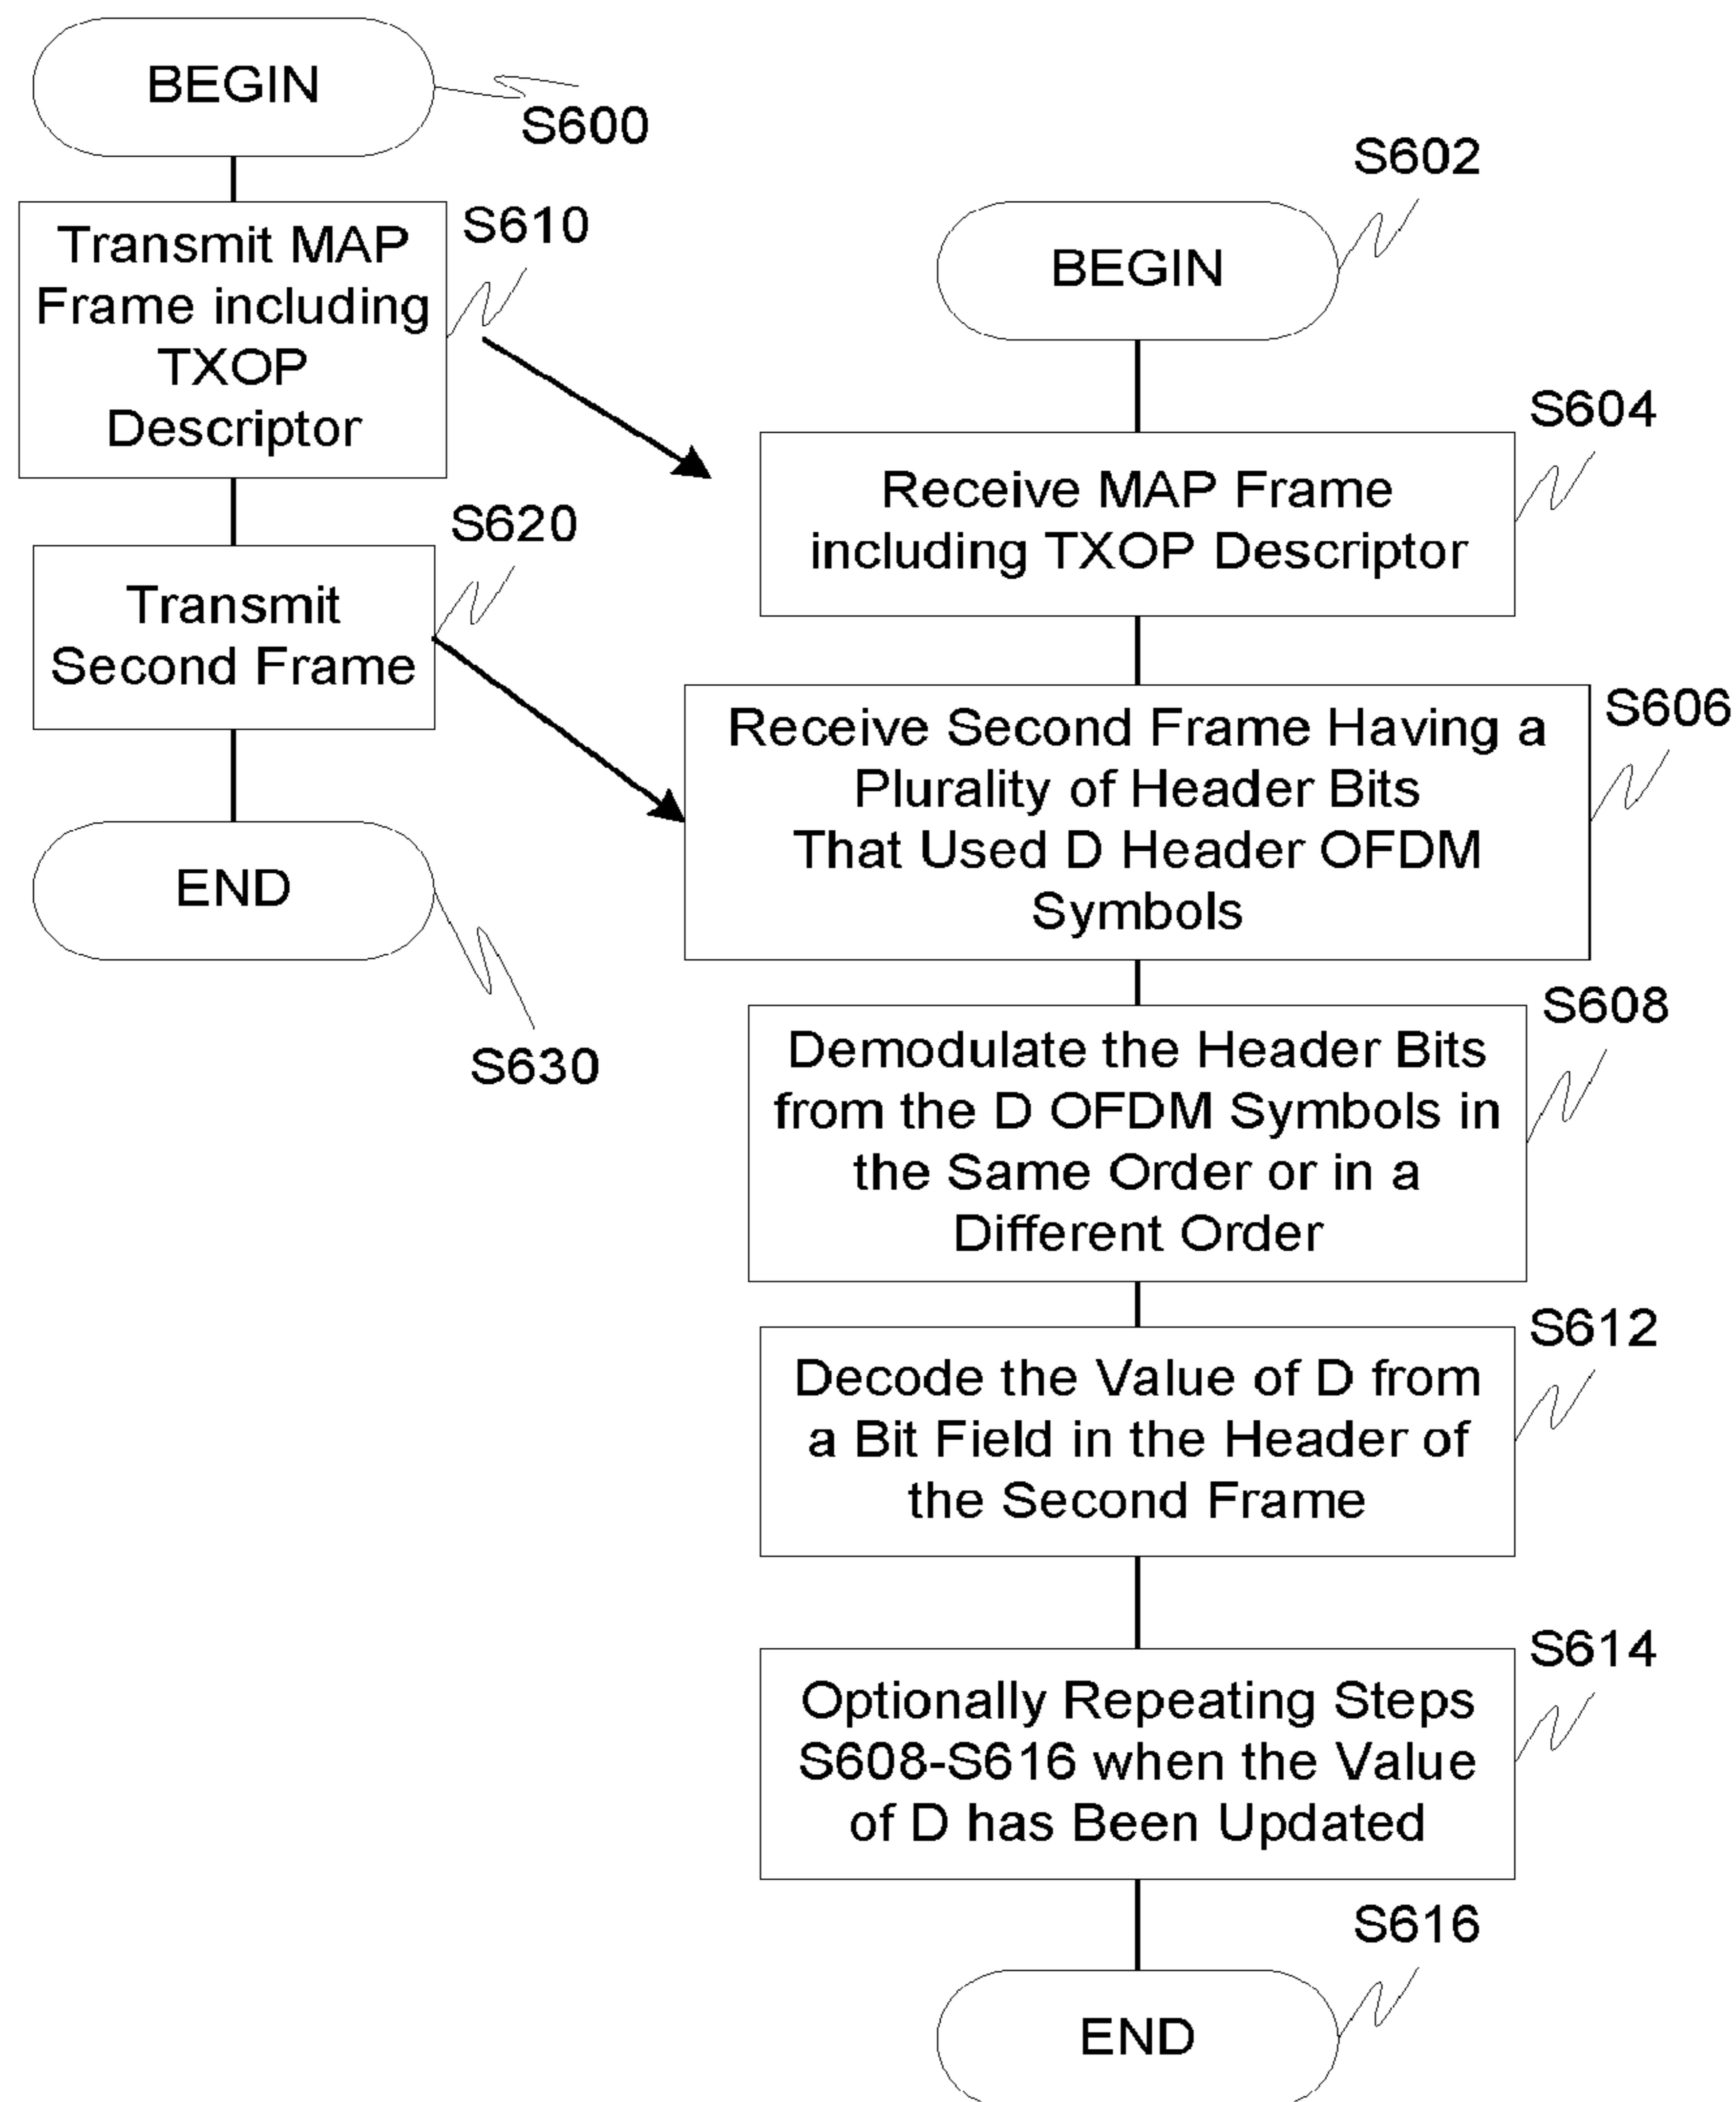 BEGIN
S600
Transmit MAP
Frame including
TXOP
Descriptor
S610
Transmit
Second Frame
S620
END
S630
BEGIN
S602
Receive MAP Frame
including TXOP Descriptor
S604
Receive Second Frame Having a
Plurality of Header Bits
That Used D Header OFDM
Symbols
S606
Demodulate the Header Bits
from the D OFDM Symbols in
the Same Order or in a
Different Order
S608
Decode the Value of D from
a Bit Field in the Header of
the Second Frame
S612
Optionally Repeating Steps
S608-S616 when the Value
of D has Been Updated
S614
END
S616